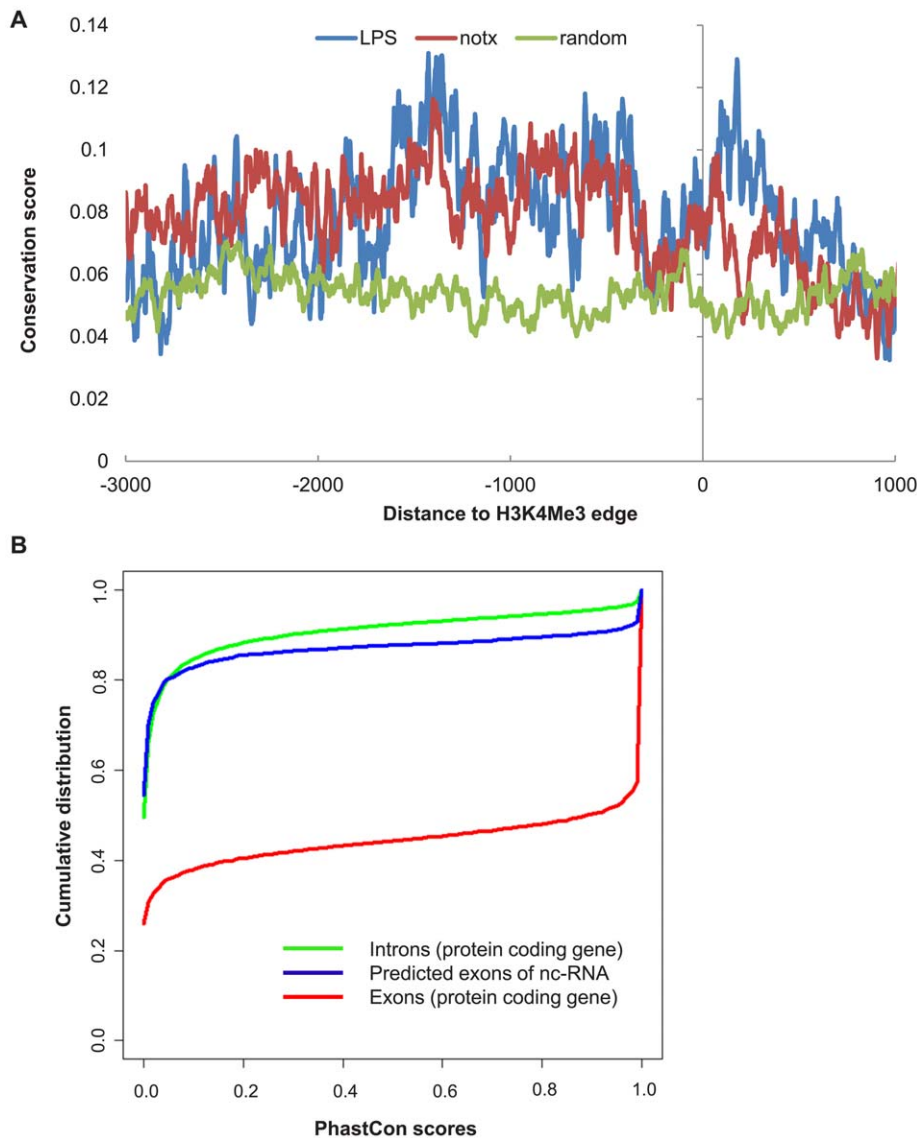 A
LPS notx random
0.14
0.12
0.1
0.08
0.06
0.04
0.02
0
Conservation score
-3000 -2000 -1000 0 1000
Distance to H3K4Me3 edge
B
1.0
0.8
0.6
0.4
0.2
0.0
Cumulative distribution
Introns (protein coding gene)
Predicted exons of nc-RNA
Exons (protein coding gene)
0.0 0.2 0.4 0.6 0.8 1.0
PhastCon scores